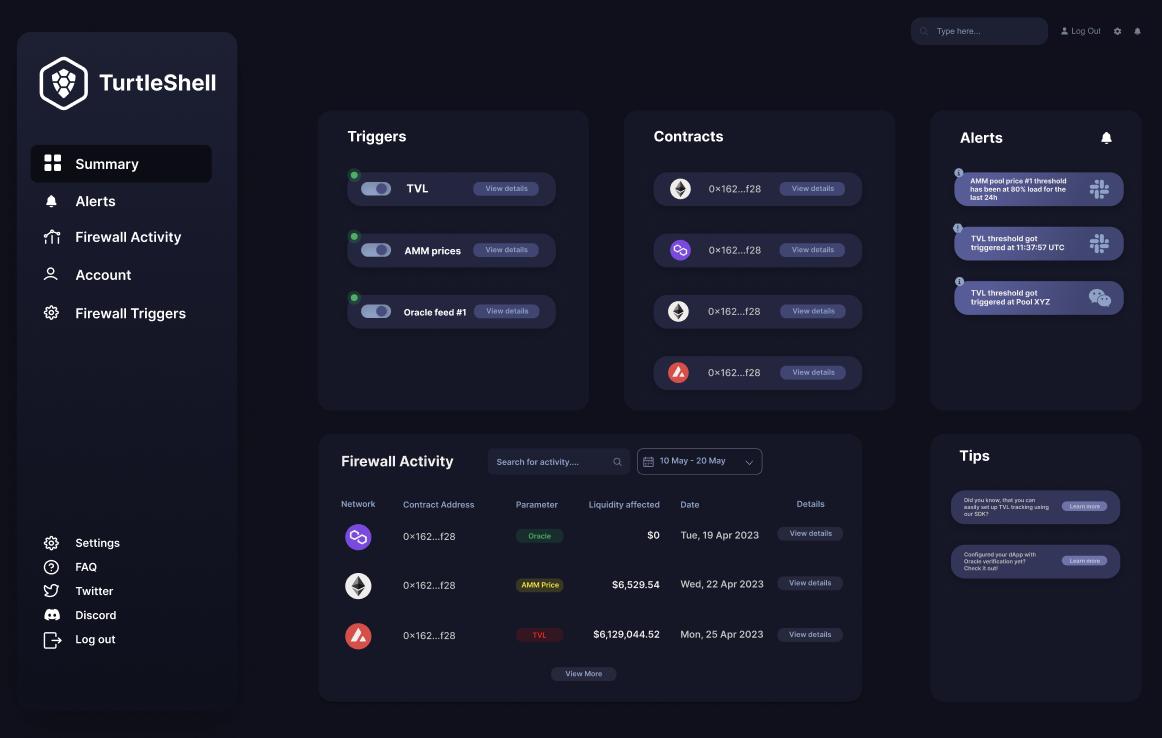 Type here...
Log Out
TurtleShell
Summary
Alerts
Firewall Activity
Account
Firewall Triggers
Settings
FAQ
Twitter
Discord
Log out
Triggers
TVL View details
AMM prices View details
Oracle feed #1 View details
Contracts
0×162...f28 View details
0×162...f28 View details
0×162...f28 View details
0×162...f28 View details
Alerts
AMM pool price #1 threshold
has been at 80% load for the
last 24h
TVL threshold got
triggered at 11:37:57 UTC
TVL threshold got
triggered at Pool XYZ
Firewall Activity Search for activity.... 10 May - 20 May
Network Contract Address Parameter Liquidity affected Date Details
0×162...f28 Oracle $0 Tue, 19 Apr 2023 View details
0×162...f28 AMM Price $6,529.54 Wed, 22 Apr 2023 View details
0×162...f28 TVL $6,129,044.52 Mon, 25 Apr 2023 View details
View More
Tips
Did you know, that you can
easily set up TVL tracking using
our SDK?
Learn more
Configured your dApp with
Oracle verification yet?
Check it out!
Learn more